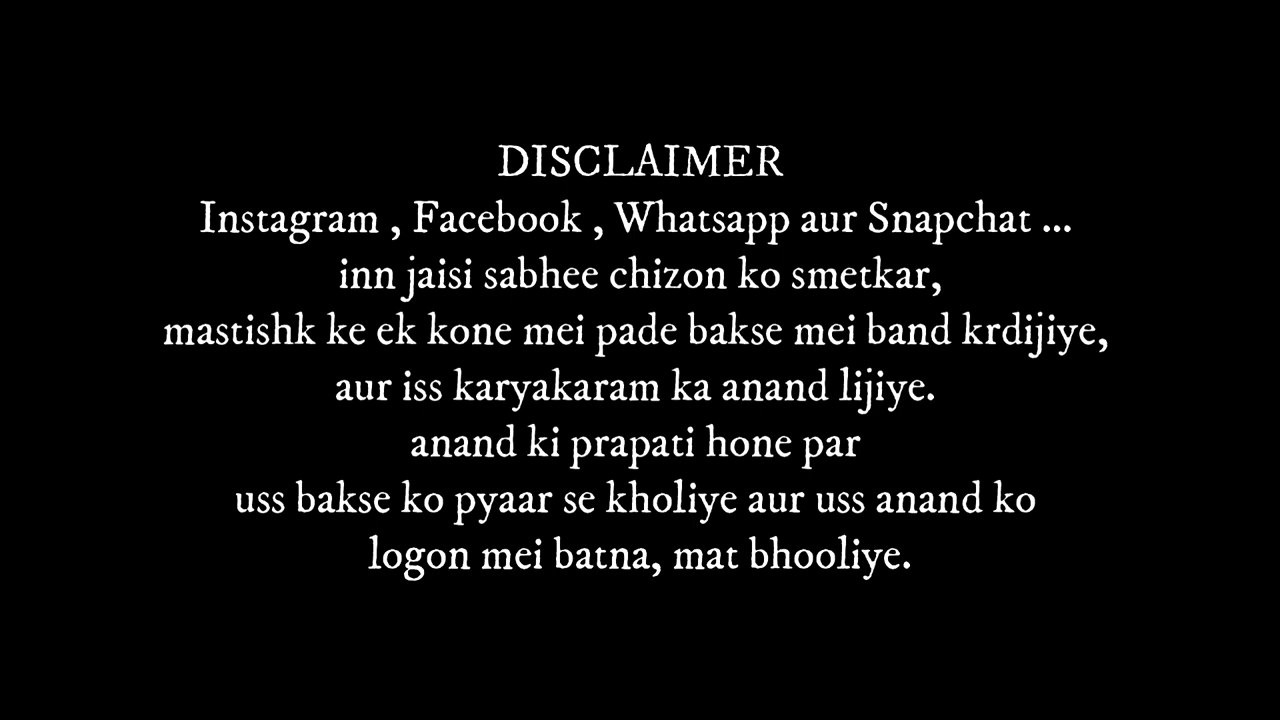 DISCLAIMER
Instagram , Facebook , Whatsapp aur Snapchat ...
inn jaisi sabhee chizon ko smetkar,
mastishk ke ek kone mei pade bakse mei band krdijiye,
aur iss karyakaram ka anand lijiye.
anand ki prapati hone par
uss bakse ko pyaar se kholiye aur uss anand ko
logon mei batna, mat bhooliye.